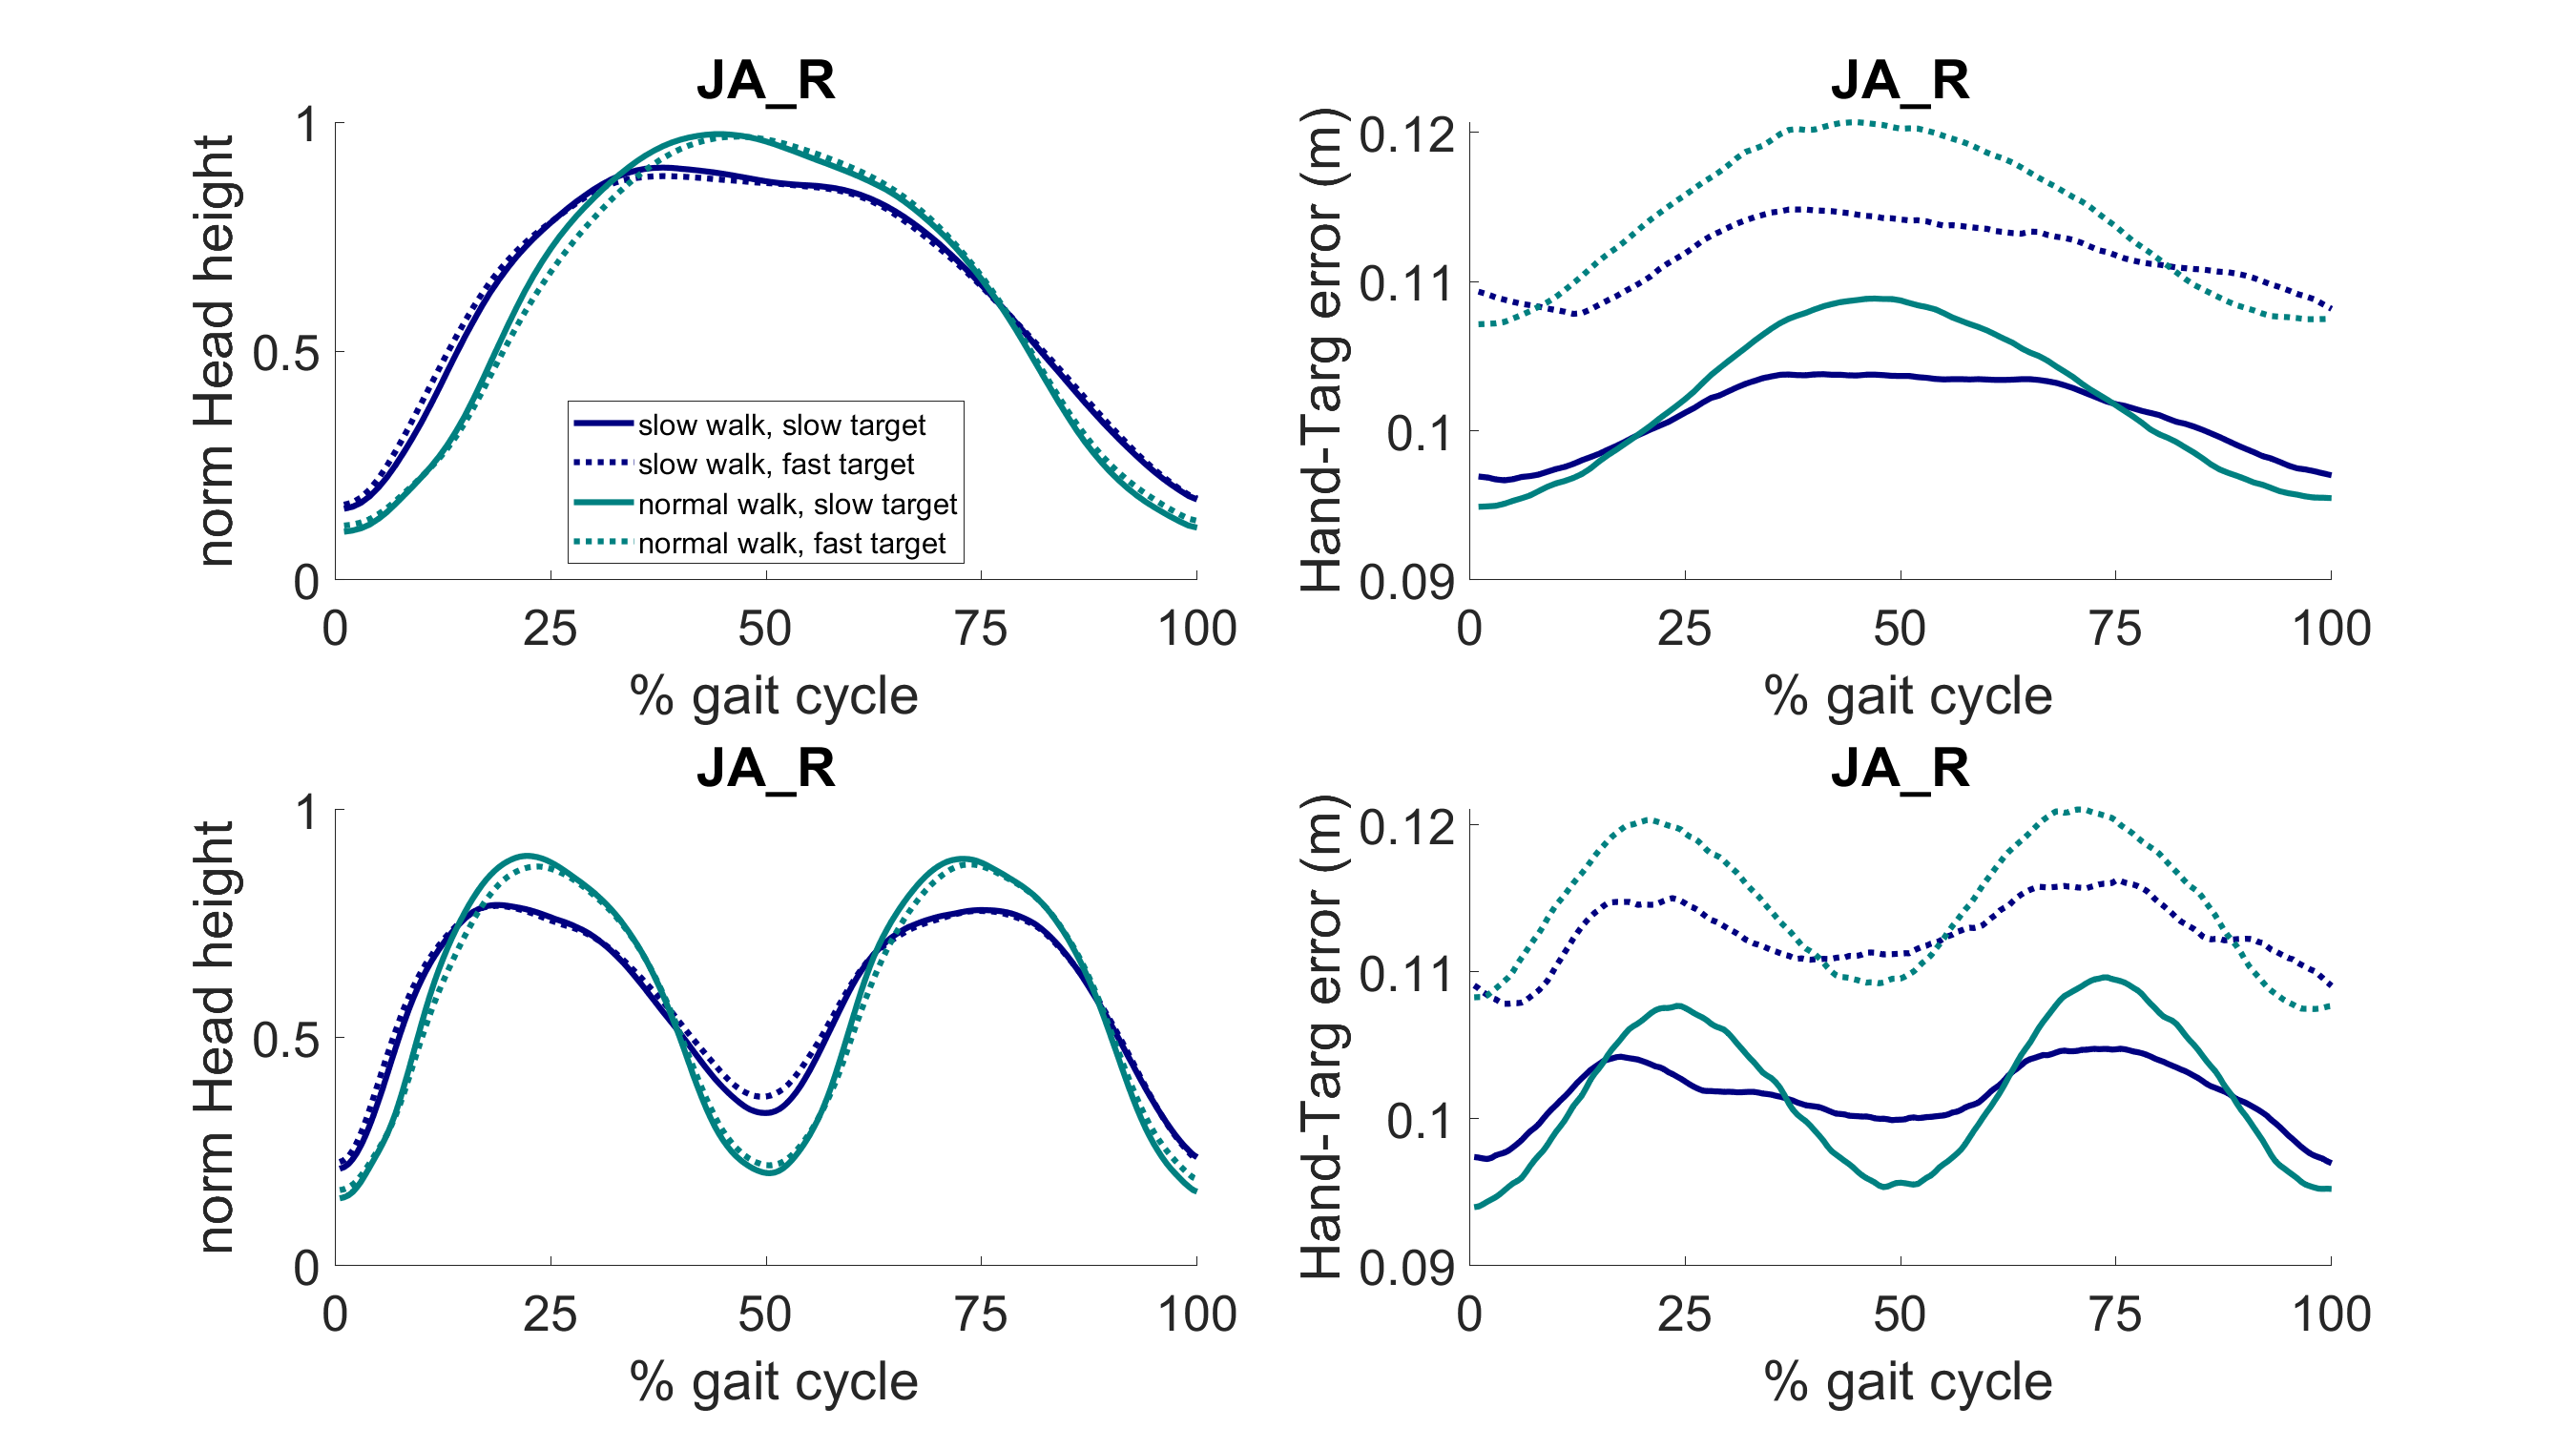 JA_R
norm Head height
1
0.5
0
slow walk, slow target
slow walk, fast target
normal walk, slow target
normal walk, fast target
0 25 50 75 100
% gait cycle
JA_R
Hand-Targ error (m)
0.12
0.11
0.1
0.09
0 25 50 75 100
% gait cycle
JA_R
norm Head height
1
0.5
0
0 25 50 75 100
% gait cycle
JA_R
Hand-Targ error (m)
0.12
0.11
0.1
0.09
0 25 50 75 100
% gait cycle